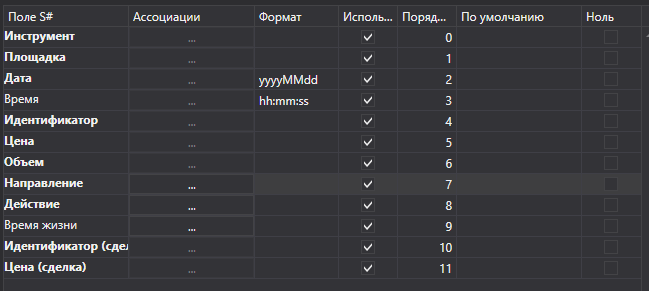 Поле S# Ассоциации Формат Исполь... Поряд... По умолчанию Ноль
Инструмент ... 0
Площадка ... 1
Дата ... yyyyMMdd 2
Время ... hh:mm:ss 3
Идентификатор ... 4
Цена ... 5
Объем ... 6
Направление ... 7
Действие ... 8
Время жизни ... 9
Идентификатор (сдел ... 10
Цена (сделка) ... 11